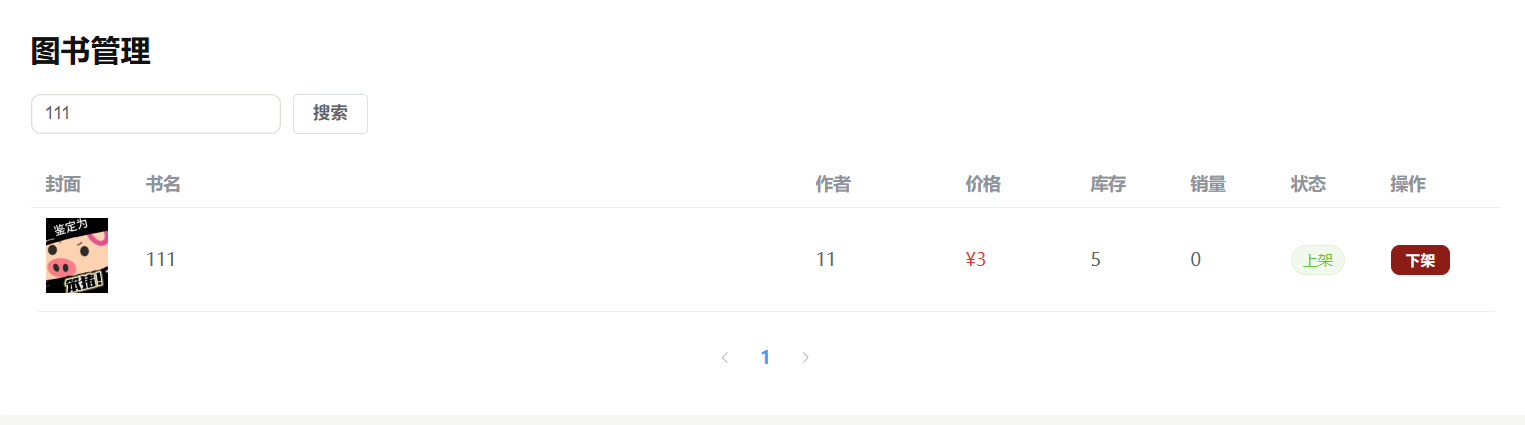 图书管理
111
搜索
封面 书名 作者 价格 库存 销量 状态 操作
鉴定为
笨猪!
111 11 ¥3 5 0 上架 下架
1